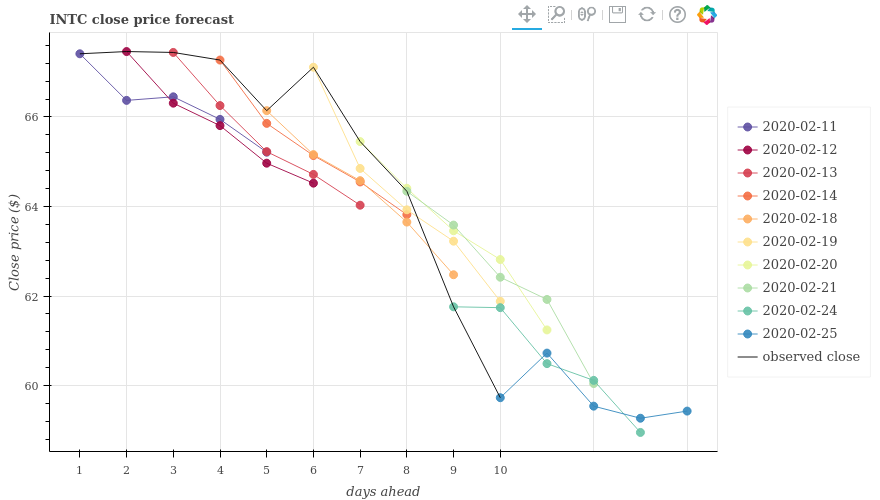 INTC close price forecast
66
64
62
60
Close price ($)
1 2 3 4 5 6 7 8 9 10
days ahead
2020-02-11
2020-02-12
2020-02-13
2020-02-14
2020-02-18
2020-02-19
2020-02-20
2020-02-21
2020-02-24
2020-02-25
observed close